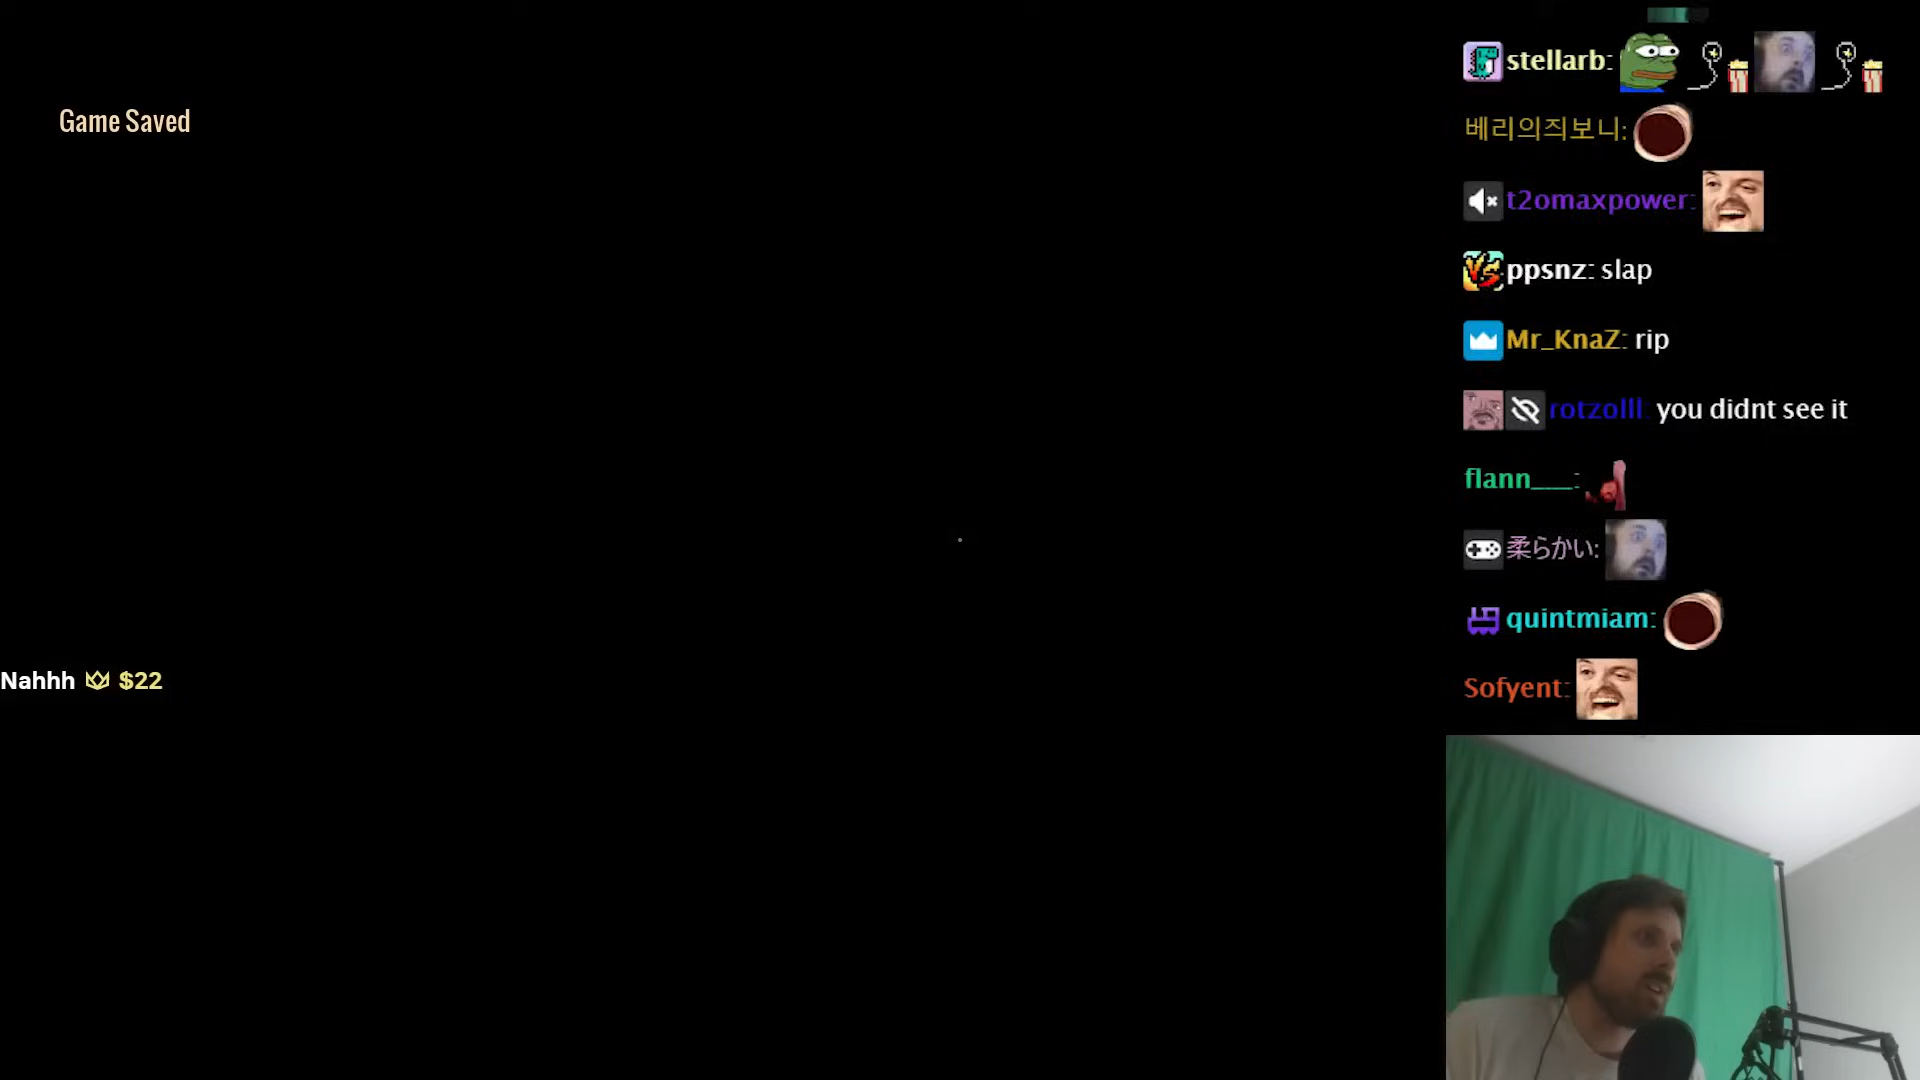 Game Saved
Nahhh $22
stellarb:
베리의즤보니:
t2omaxpower:
ppsnz: slap
Mr_KnaZ: rip
rotzolll: you didnt see it
flann___:
柔らかい:
quintmiam:
Sofyent: